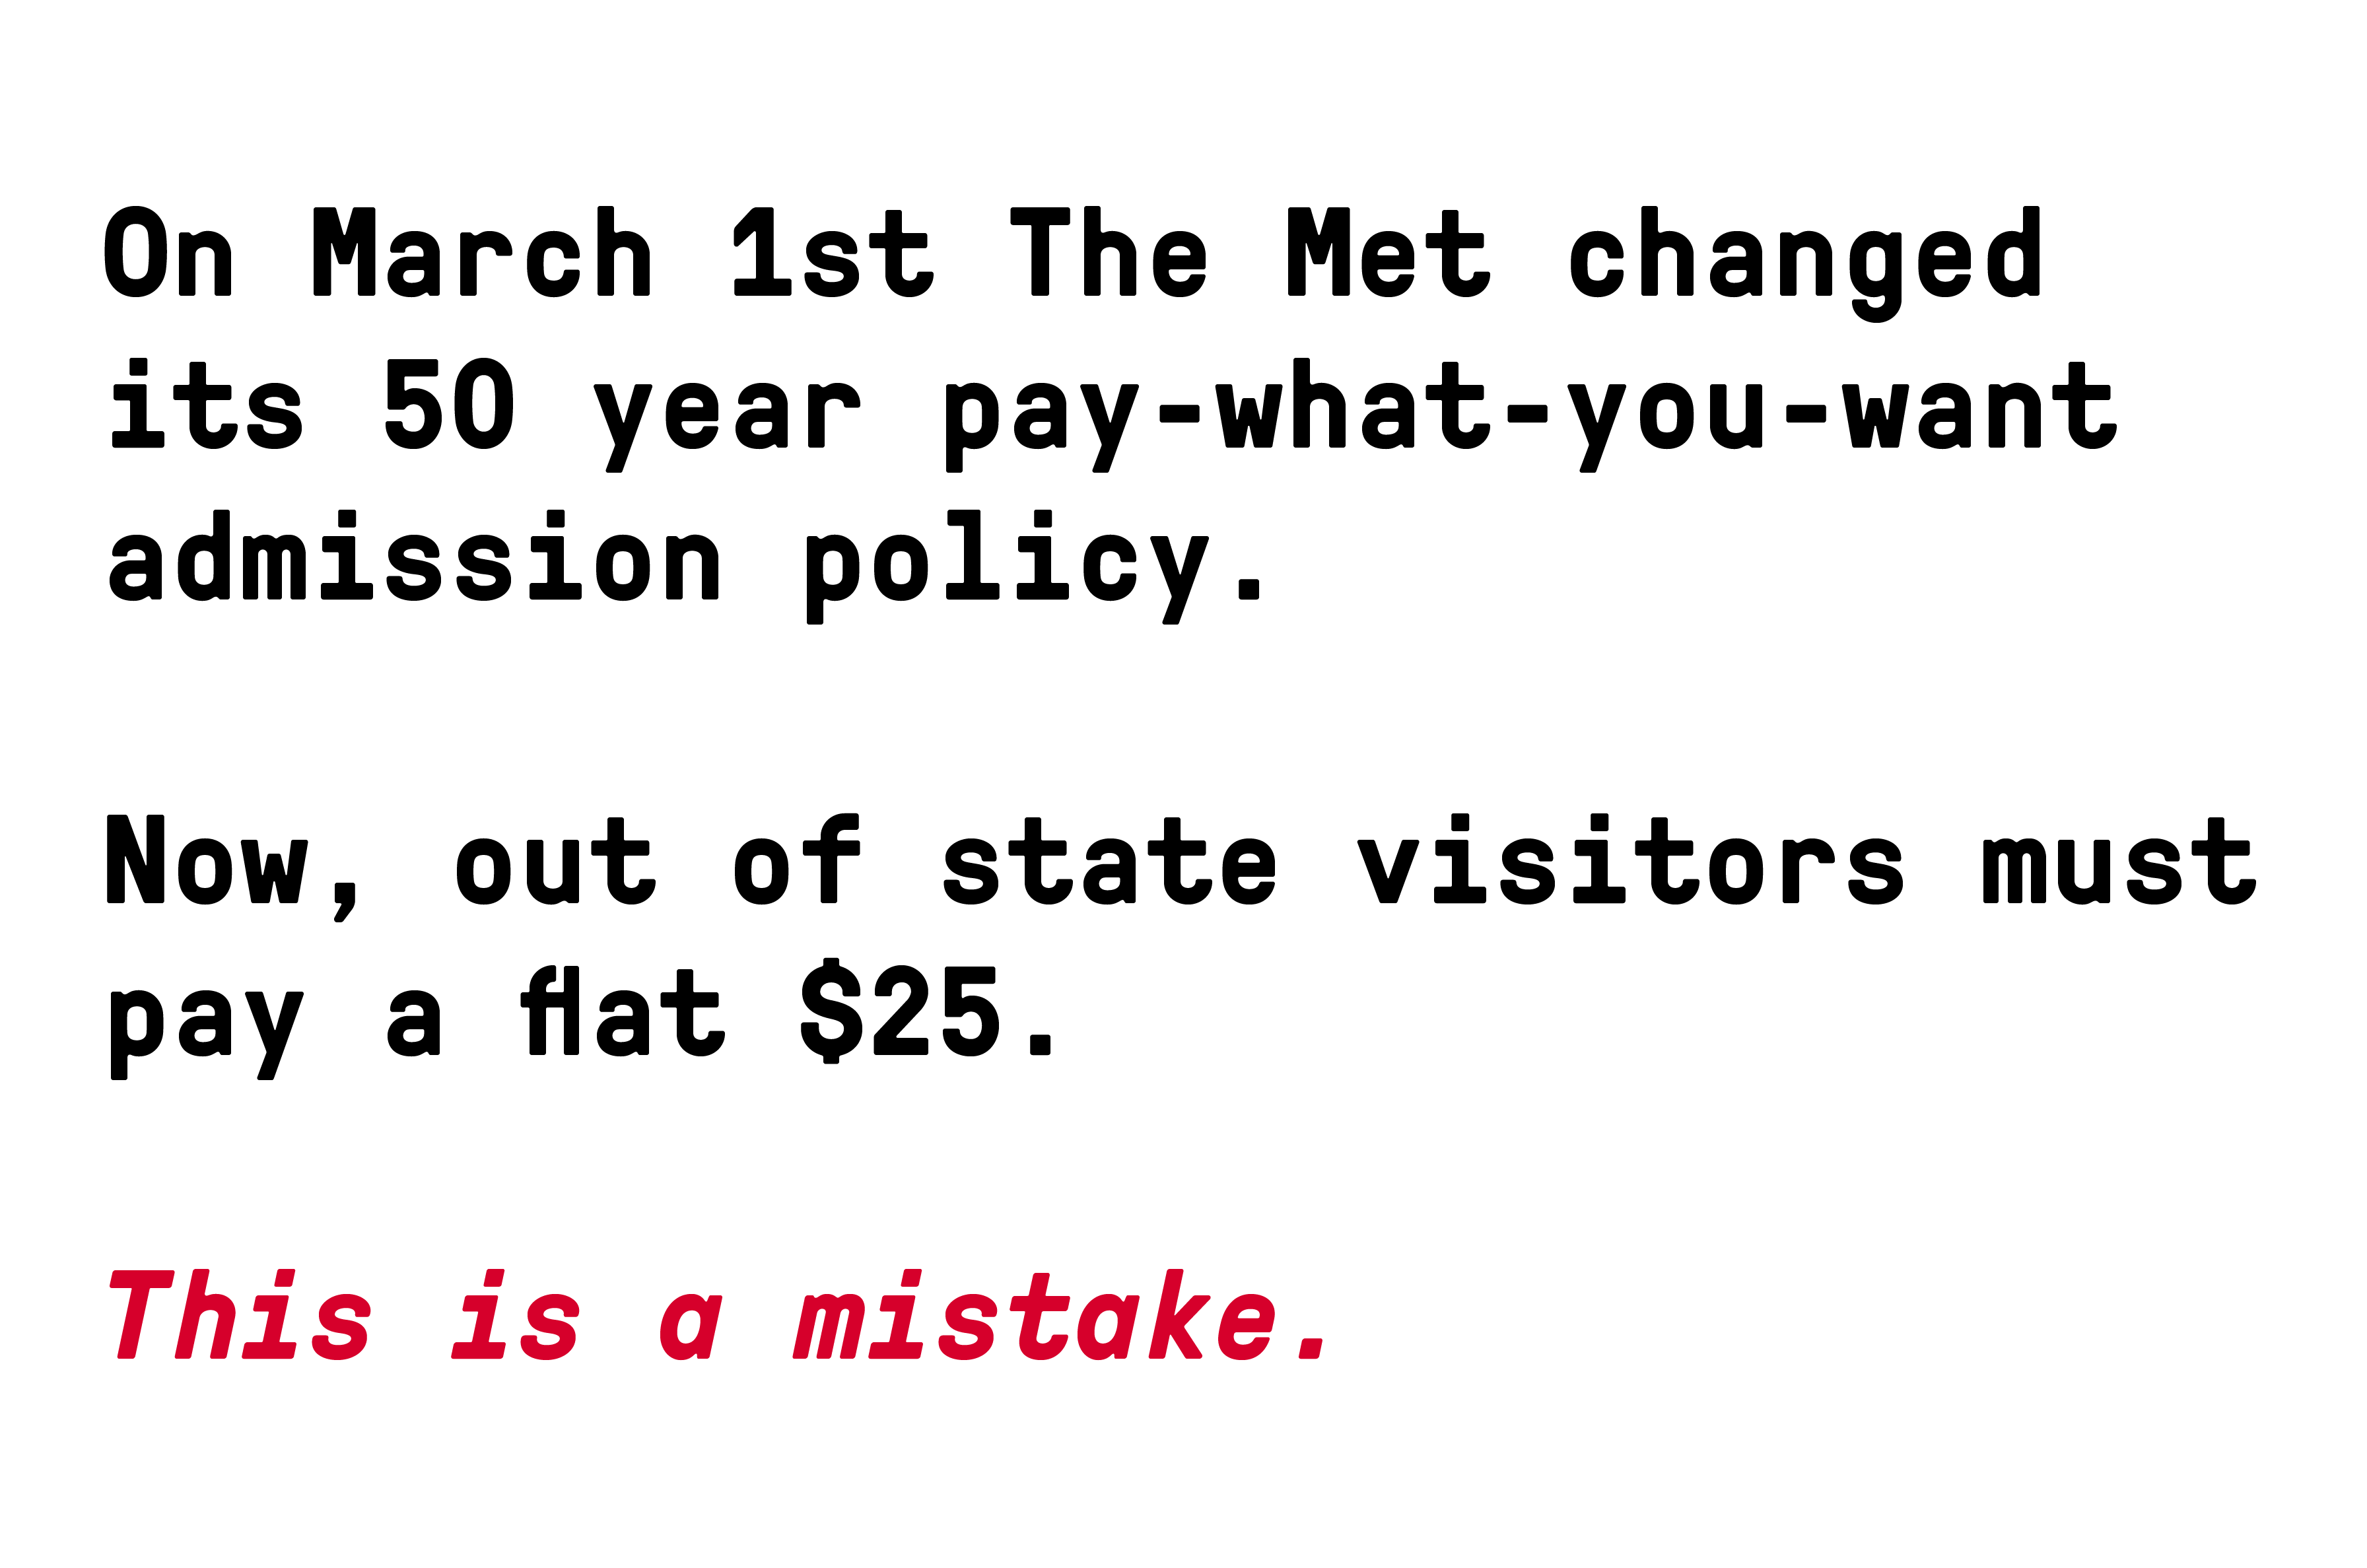 On March 1st The Met changed
its 50 year pay-what-you-want
admission policy.
Now, out of state visitors must
pay a flat $25.
This is a mistake.